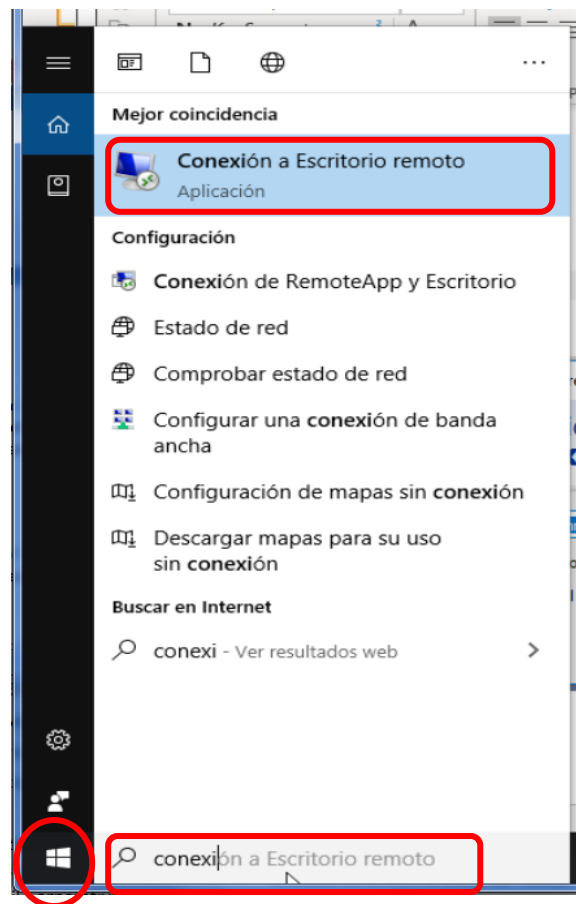 Mejor coincidencia
Conexión a Escritorio remoto
Aplicación
Configuración
Conexión de RemoteApp y Escritorio
Estado de red
Comprobar estado de red
Configurar una conexión de banda
ancha
Configuración de mapas sin conexión
Descargar mapas para su uso
sin conexión
Buscar en Internet
conexi - Ver resultados web
conexión a Escritorio remoto